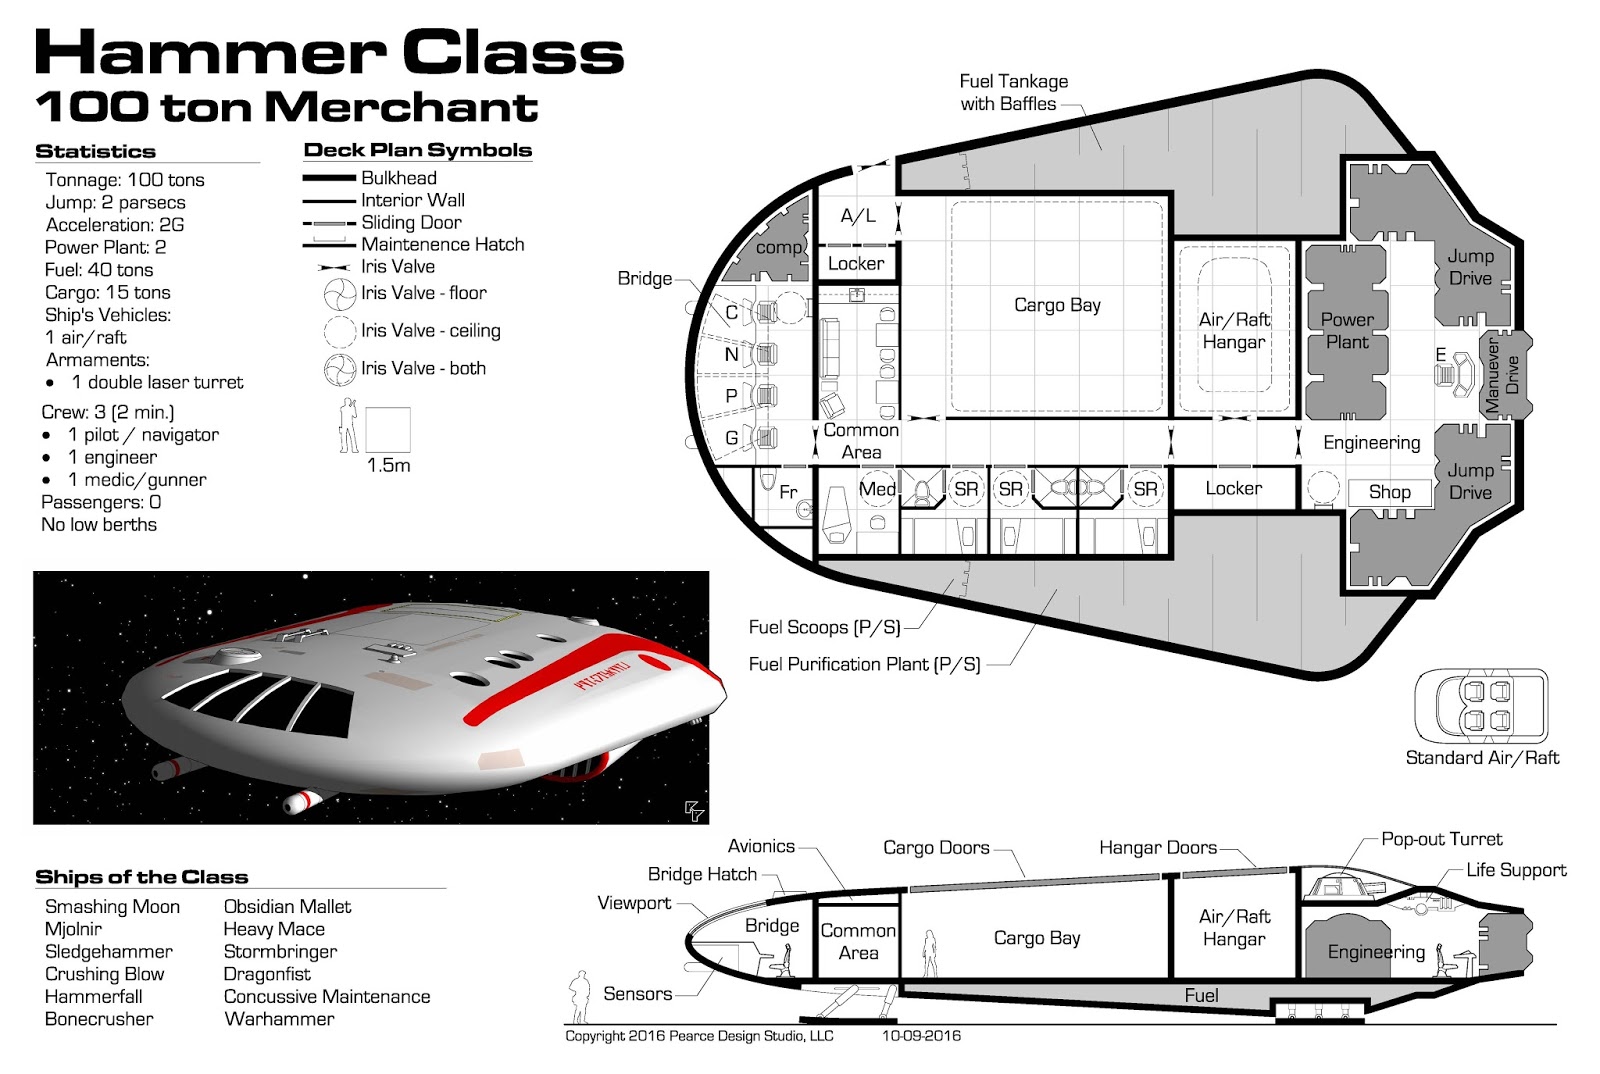 Hammer Class
100 ton Merchant
Statistics
Tonnage: 100 tons
Jump: 2 parsecs
Acceleration: 2G
Power Plant: 2
Fuel: 40 tons
Cargo: 15 tons
Ship's Vehicles:
1 air/raft
Armaments:
• 1 double laser turret
Crew: 3 (2 min.)
• 1 pilot / navigator
• 1 engineer
• 1 medic/gunner
Passengers: 0
No low berths
Deck Plan Symbols
Bulkhead
Interior Wall
Sliding Door
Maintenence Hatch
Iris Valve
Iris Valve - floor
Iris Valve - ceiling
Iris Valve - both
1.5m
Fuel Tankage
with Baffles
Bridge
comp
A/L
Locker
C
N
P
G
Cargo Bay
Air/Raft
Hangar
Power
Plant
Jump
Drive
E
Manuever
Drive
Common
Area
Engineering
Fr
Med
SR
SR
SR
Locker
Shop
Jump
Drive
Fuel Scoops (P/S)
Fuel Purification Plant (P/S)
Standard Air/Raft
Ships of the Class
Smashing Moon
Mjolnir
Sledgehammer
Crushing Blow
Hammerfall
Bonecrusher
Obsidian Mallet
Heavy Mace
Stormbringer
Dragonfist
Concussive Maintenance
Warhammer
Avionics
Bridge Hatch
Viewport
Cargo Doors
Hangar Doors
Pop-out Turret
Life Support
Bridge
Common
Area
Cargo Bay
Air/Raft
Hangar
Engineering
Sensors
Fuel
Copyright 2016 Pearce Design Studio, LLC
10-09-2016